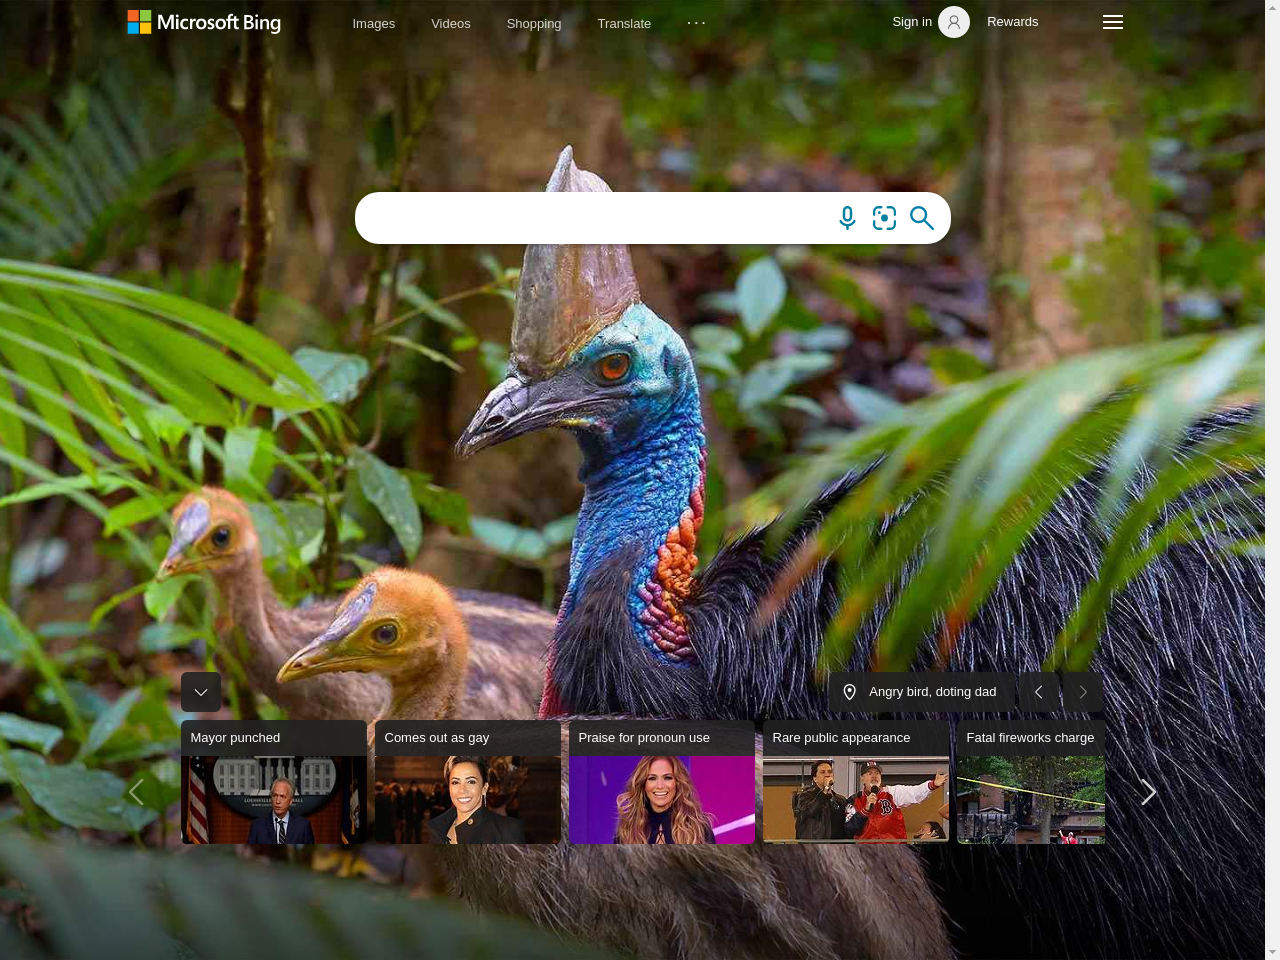 Microsoft Bing
Images
Videos
Shopping
Translate
Sign in
Rewards
Angry bird, doting dad
Mayor punched
Comes out as gay
Praise for pronoun use
Rare public appearance
Fatal fireworks charge